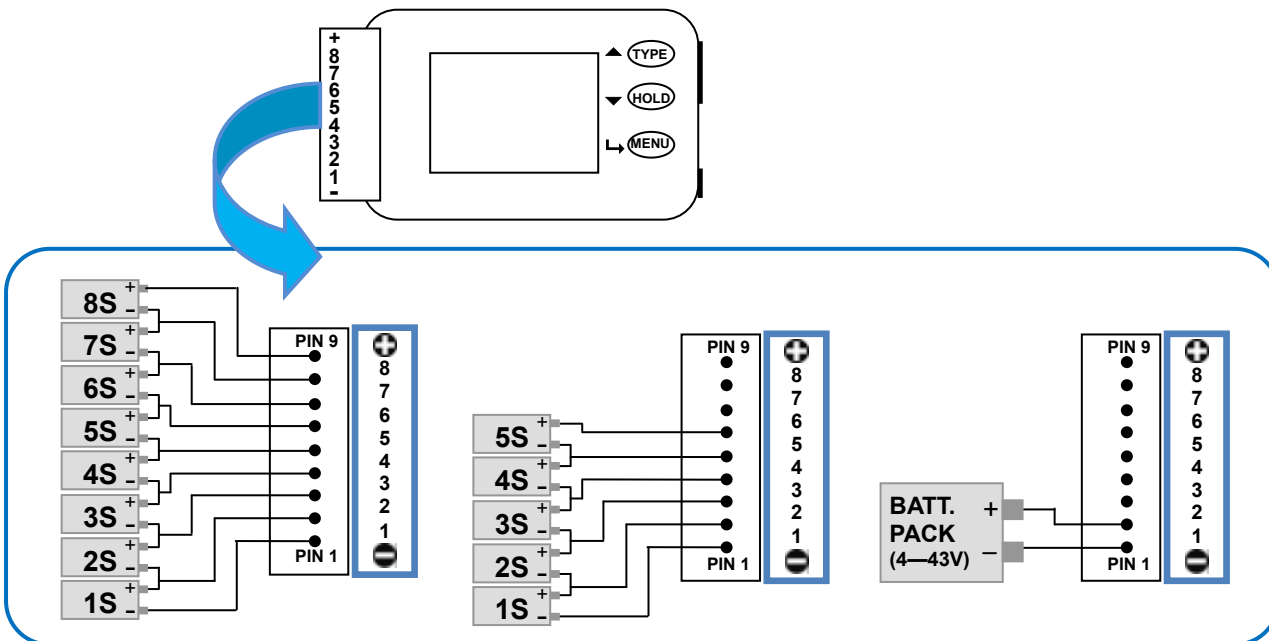 +
8
7
6
5
4
3
2
1
-
TYPE
HOLD
MENU
8S + -
7S + -
6S + -
5S + -
4S + -
3S + -
2S + -
1S + -
PIN 9
PIN 1
+
8
7
6
5
4
3
2
1
-
5S + -
4S + -
3S + -
2S + -
1S + -
PIN 9
PIN 1
+
8
7
6
5
4
3
2
1
-
BATT. +
PACK
(4—43V) –
PIN 9
PIN 1
+
8
7
6
5
4
3
2
1
-